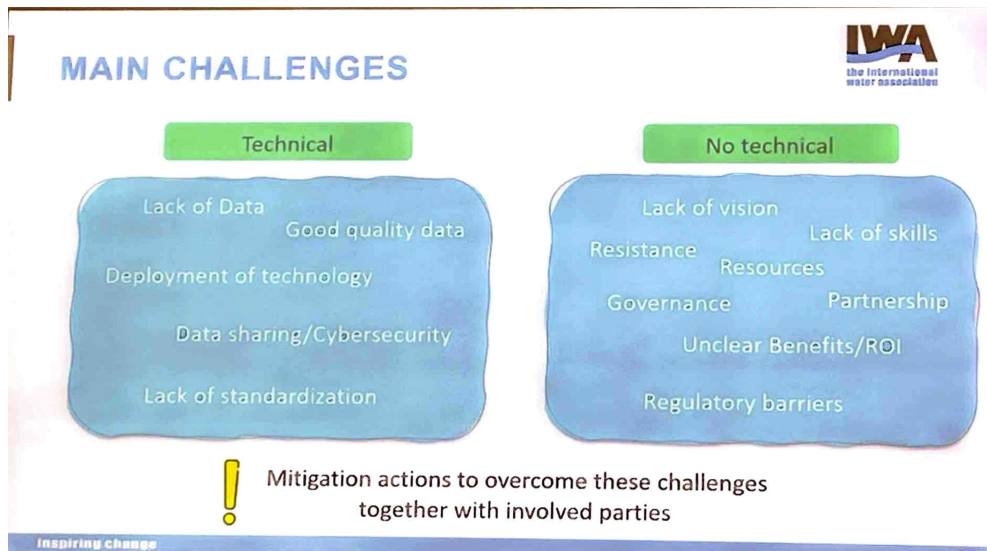 MAIN CHALLENGES
IWA
the international
water association
Technical
Lack of Data
Good quality data
Deployment of technology
Data sharing/Cybersecurity
Lack of standardization
No technical
Lack of vision
Lack of skills
Resistance
Resources
Governance
Partnership
Unclear Benefits/ROI
Regulatory barriers
Mitigation actions to overcome these challenges
together with involved parties
inspiring change